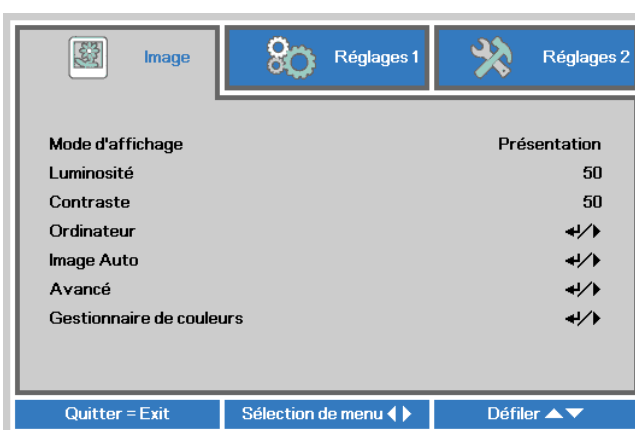 Image Réglages 1 Réglages 2
Mode d'affichage Présentation
Luminosité 50
Contraste 50
Ordinateur
Image Auto
Avancé
Gestionnaire de couleurs
Quitter = Exit Sélection de menu Défiler